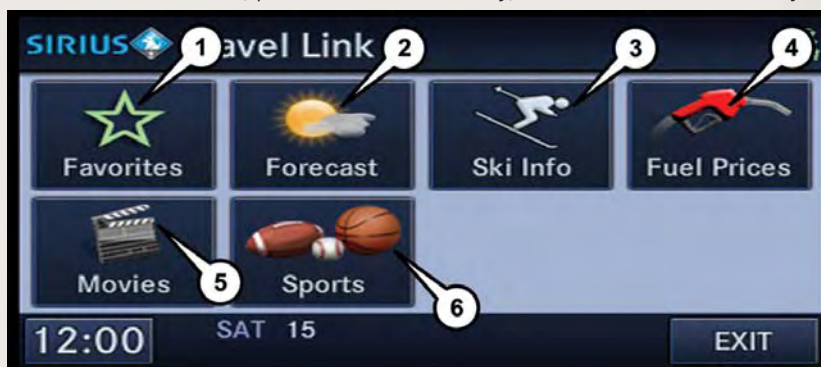 SIRIUS avel Link
1 2 3 4
Favorites Forecast Ski Info Fuel Prices
Movies Sports
5 6
12:00 SAT 15 EXIT